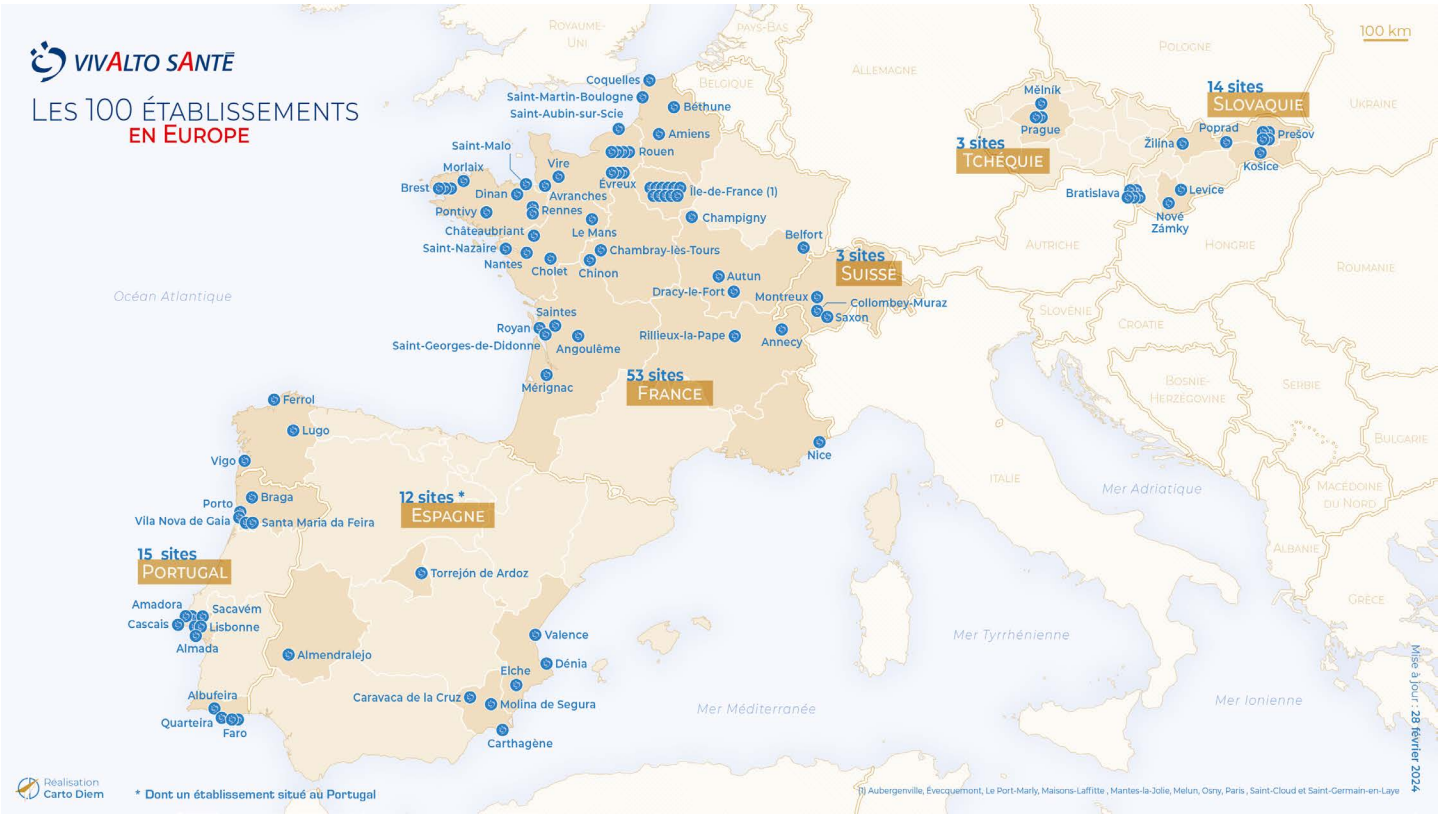 VIVALTO SANTÉ
LES 100 ÉTABLISSEMENTS
EN EUROPE
ROYAUME-
UNI
PAYS-BAS
BELGIQUE
ALLEMAGNE
POLOGNE
UKRAINE
100 km
Coquelles
Saint-Martin-Boulogne
Béthune
Saint-Aubin-sur-Scie
Amiens
Saint-Malo
Rouen
Morlaix
Vire
Évreux
Brest
Dinan
Avranches
Île-de-France (1)
Pontivy
Rennes
Le Mans
Champigny
Châteaubriant
Saint-Nazaire
Nantes
Cholet
Chinon
Chambray-lès-Tours
Belfort
Autun
Dracy-le-Fort
3 sites
SUISSE
Montreux
Collombey-Muraz
Saxon
Annecy
Rillieux-la-Pape
Saintes
Royan
Saint-Georges-de-Didonne
Angoulême
Mérignac
53 sites
FRANCE
Nice
Mělník
Prague
3 sites
TCHÉQUIE
14 sites
SLOVAQUIE
Poprad
Prešov
Žilina
Košice
Bratislava
Levice
Nové
Zámky
AUTRICHE
HONGRIE
ROUMANIE
SLOVÉNIE
CROATIE
BOSNIE-
HERZÉGOVINE
SERBIE
BULGARIE
MACÉDOINE
DU NORD
ALBANIE
GRÈCE
ITALIE
Océan Atlantique
Mer Adriatique
Mer Tyrrhénienne
Mer Ionienne
Mer Méditerranée
Ferrol
Lugo
Vigo
Braga
Porto
Vila Nova de Gaia
Santa Maria da Feira
12 sites *
ESPAGNE
15 sites
PORTUGAL
Torrejón de Ardoz
Amadora
Sacavém
Cascais
Lisbonne
Almada
Almendralejo
Valence
Dénia
Elche
Caravaca de la Cruz
Molina de Segura
Carthagène
Albufeira
Quarteira
Faro
Mise à jour : 28 février 2024
Réalisation
Carto Diem
* Dont un établissement situé au Portugal
(1) Aubergenville, Évecquemont, Le Port-Marly, Maisons-Laffitte , Mantes-la-Jolie, Melun, Osny, Paris , Saint-Cloud et Saint-Germain-en-Laye